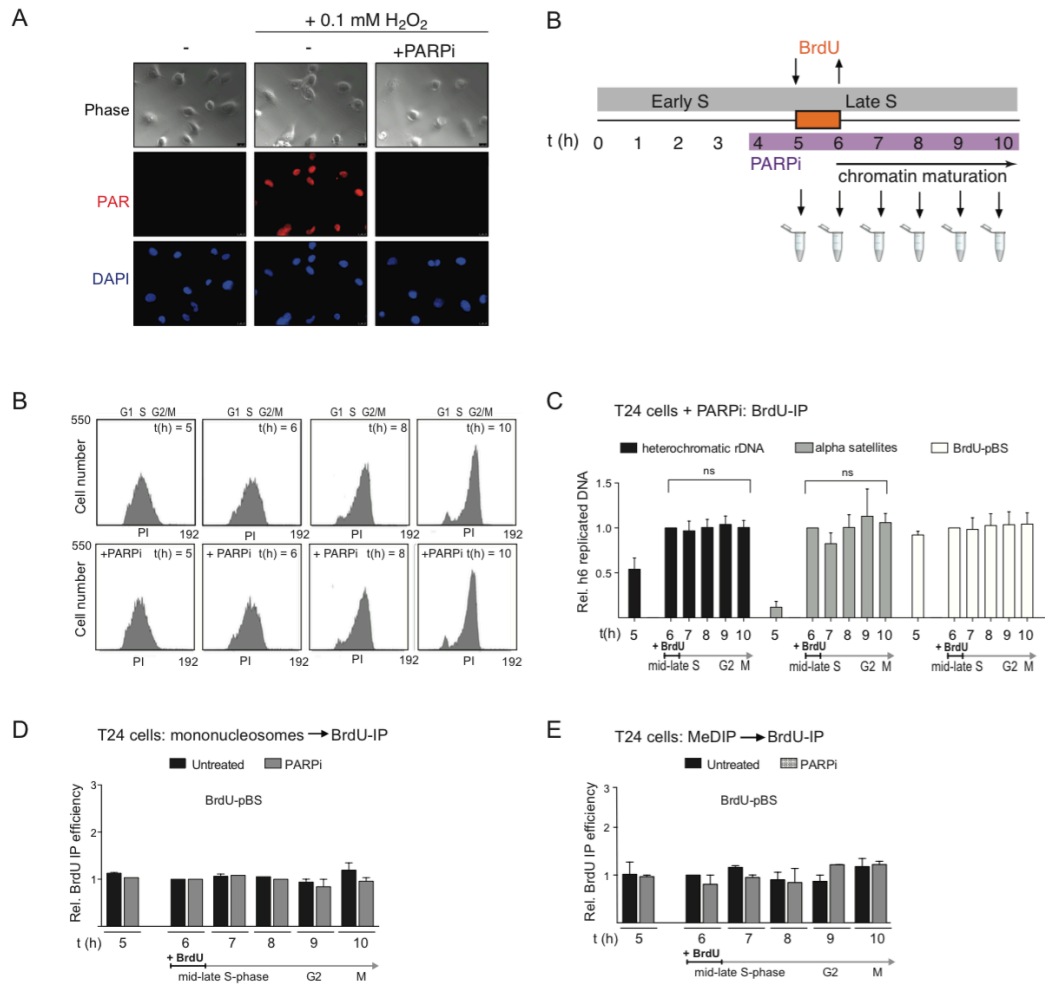 A
+ 0.1 mM H₂O₂
-
-
+PARPi
Phase
PAR
DAPI
B
BrdU
Early S
Late S
t (h)
0 1 2 3 4 5 6 7 8 9 10
PARPi
chromatin maturation
B
G1 S G2/M
G1 S G2/M
G1 S G2/M
G1 S G2/M
550
t(h) = 5
t(h) = 6
t(h) = 8
t(h) = 10
Cell number
PI 192
PI 192
PI 192
PI 192
550
+PARPi t(h) = 5
+ PARPi t(h) = 6
+ PARPi t(h) = 8
+PARPi t(h) = 10
Cell number
PI 192
PI 192
PI 192
PI 192
C
T24 cells + PARPi: BrdU-IP
heterochromatic rDNA
alpha satellites
BrdU-pBS
ns
ns
Rel. h6 replicated DNA
1.5
1.0
0.5
t(h)
5 6 7 8 9 10
5 6 7 8 9 10
5 6 7 8 9 10
+ BrdU
+ BrdU
+ BrdU
mid-late S G2 M
mid-late S G2 M
mid-late S G2 M
D
T24 cells: mononucleosomes → BrdU-IP
Untreated
PARPi
BrdU-pBS
Rel. BrdU IP efficiency
3
2
1
0
t (h) 5 6 7 8 9 10
+ BrdU
mid-late S-phase G2 M
E
T24 cells: MeDIP → BrdU-IP
Untreated
PARPi
BrdU-pBS
Rel. BrdU IP efficiency
3
2
1
0
t (h) 5 6 7 8 9 10
+ BrdU
mid-late S-phase G2 M